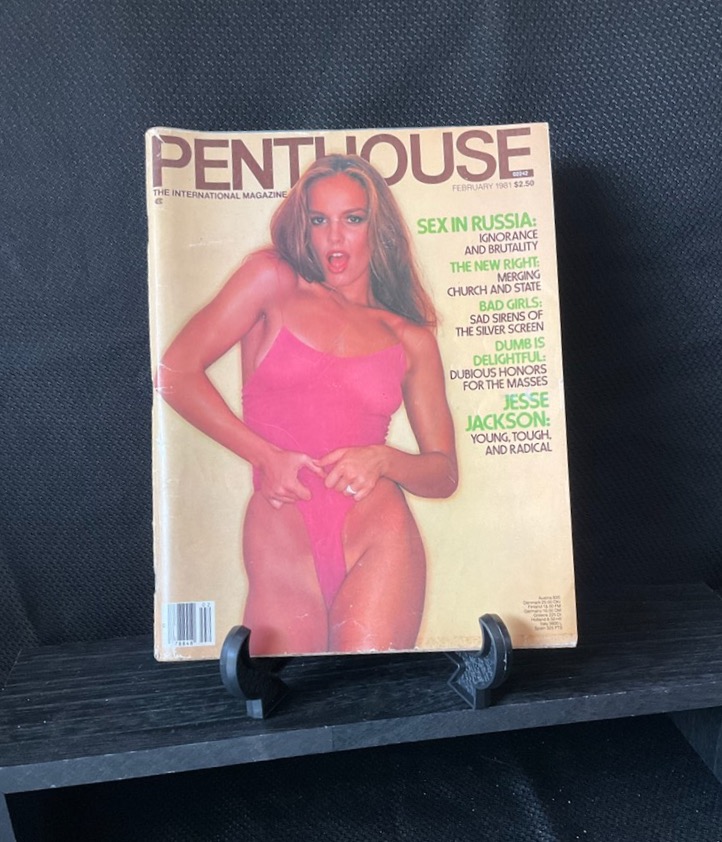 PENTHOUSE
02242
THE INTERNATIONAL MAGAZINE
FEBRUARY 1981 $2.50
SEX IN RUSSIA:
IGNORANCE
AND BRUTALITY
THE NEW RIGHT:
MERGING
CHURCH AND STATE
BAD GIRLS:
SAD SIRENS OF
THE SILVER SCREEN
DUMB IS
DELIGHTFUL:
DUBIOUS HONORS
FOR THE MASSES
JESSE
JACKSON:
YOUNG, TOUGH,
AND RADICAL
02